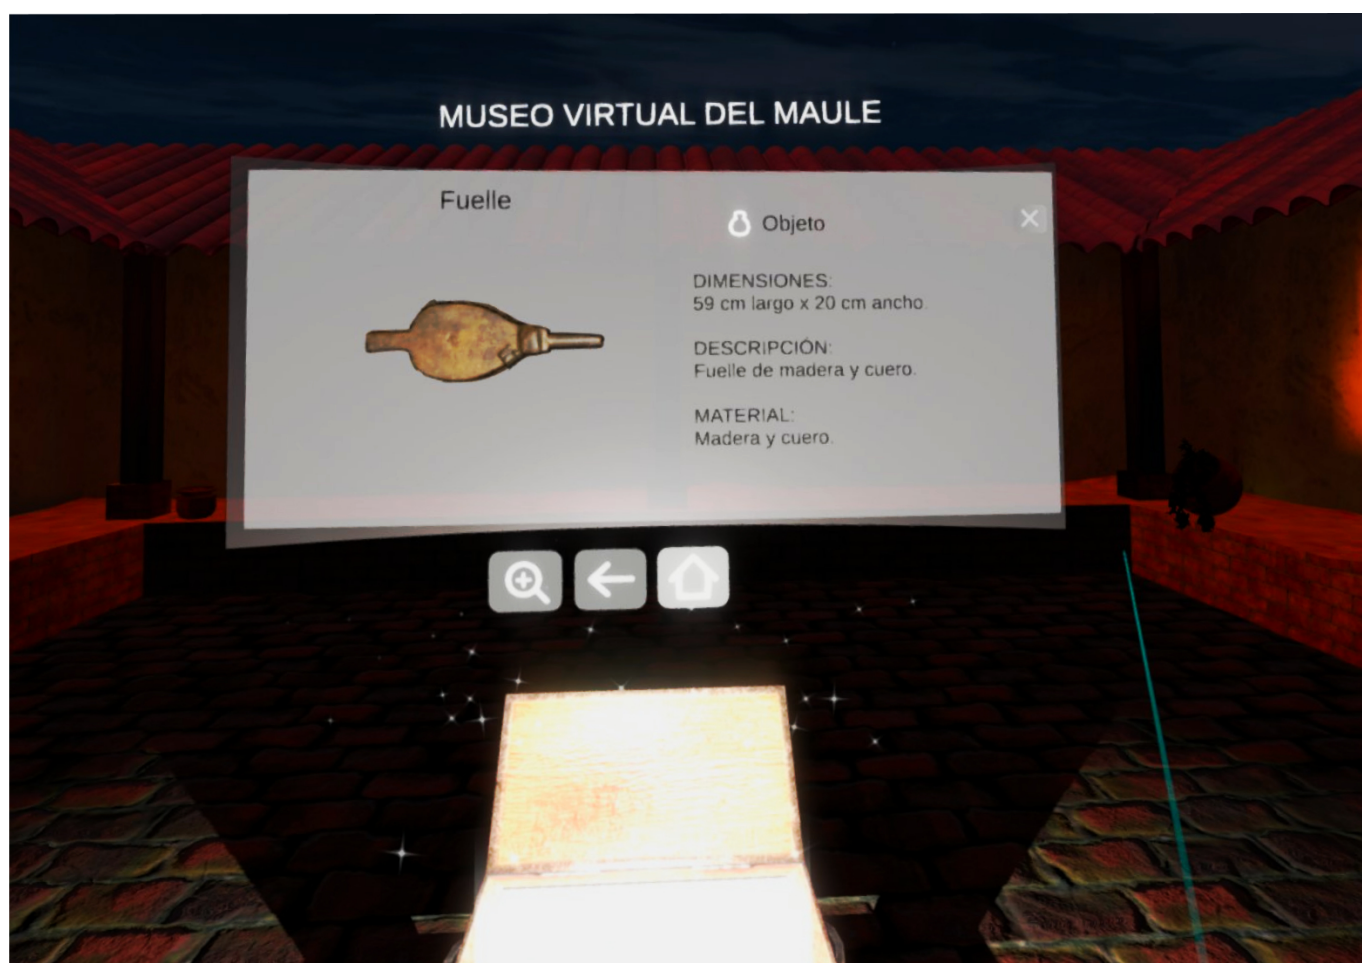 MUSEO VIRTUAL DEL MAULE
Fuelle
Objeto
DIMENSIONES:
59 cm largo x 20 cm ancho.
DESCRIPCIÓN:
Fuelle de madera y cuero.
MATERIAL:
Madera y cuero.